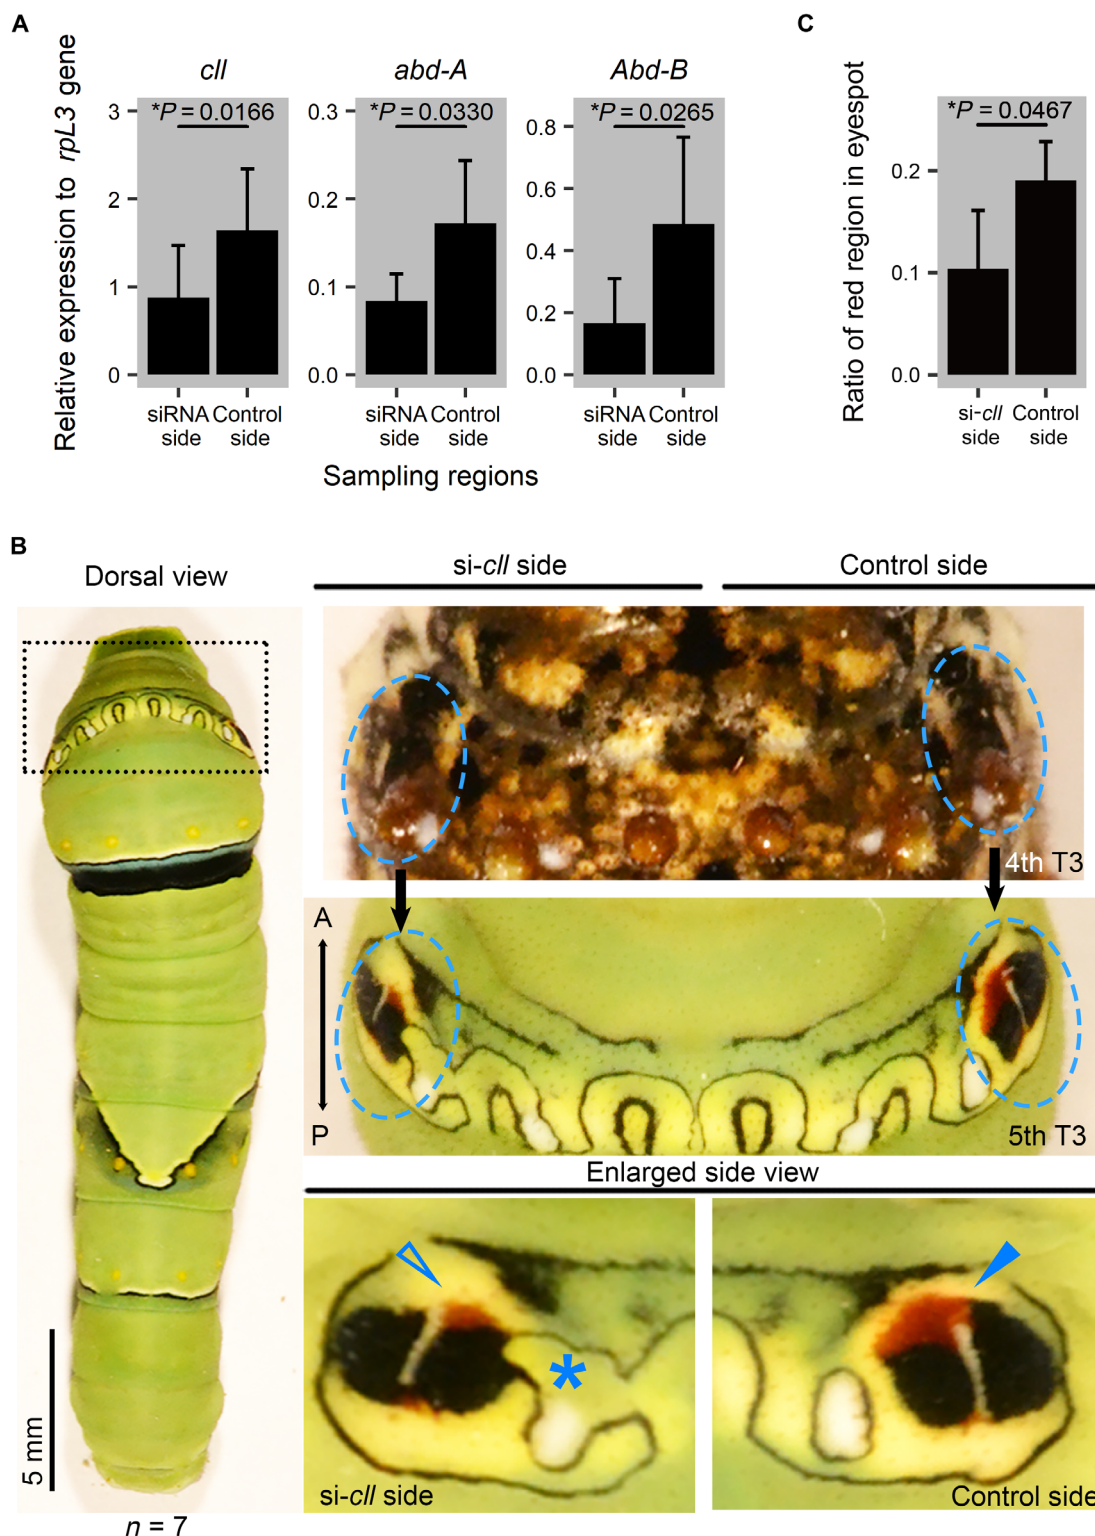 A
C
Relative expression to rpL3 gene
cll
abd-A
Abd-B
*P = 0.0166
*P = 0.0330
*P = 0.0265
3
2
1
0
0.3
0.2
0.1
0.0
0.8
0.6
0.4
0.2
0.0
siRNA side
Control side
siRNA side
Control side
siRNA side
Control side
Sampling regions
Ratio of red region in eyespot
*P = 0.0467
0.2
0.1
0.0
si-cll side
Control side
B
Dorsal view
si-cll side
Control side
4th T3
A
P
5th T3
Enlarged side view
*
si-cll side
Control side
5 mm
n = 7